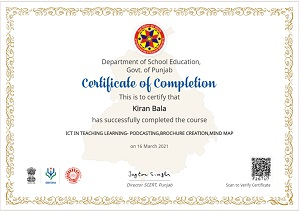 Department of School Education,
Govt. of Punjab
Certificate of Completion
This is to certify that
Kiran Bala
has successfully completed the course
ICT IN TEACHING LEARNING- PODCASTING,BROCHURE CREATION,MIND MAP
on 16 March 2021
Director SCERT, Punjab
Scan to Verify Certificate